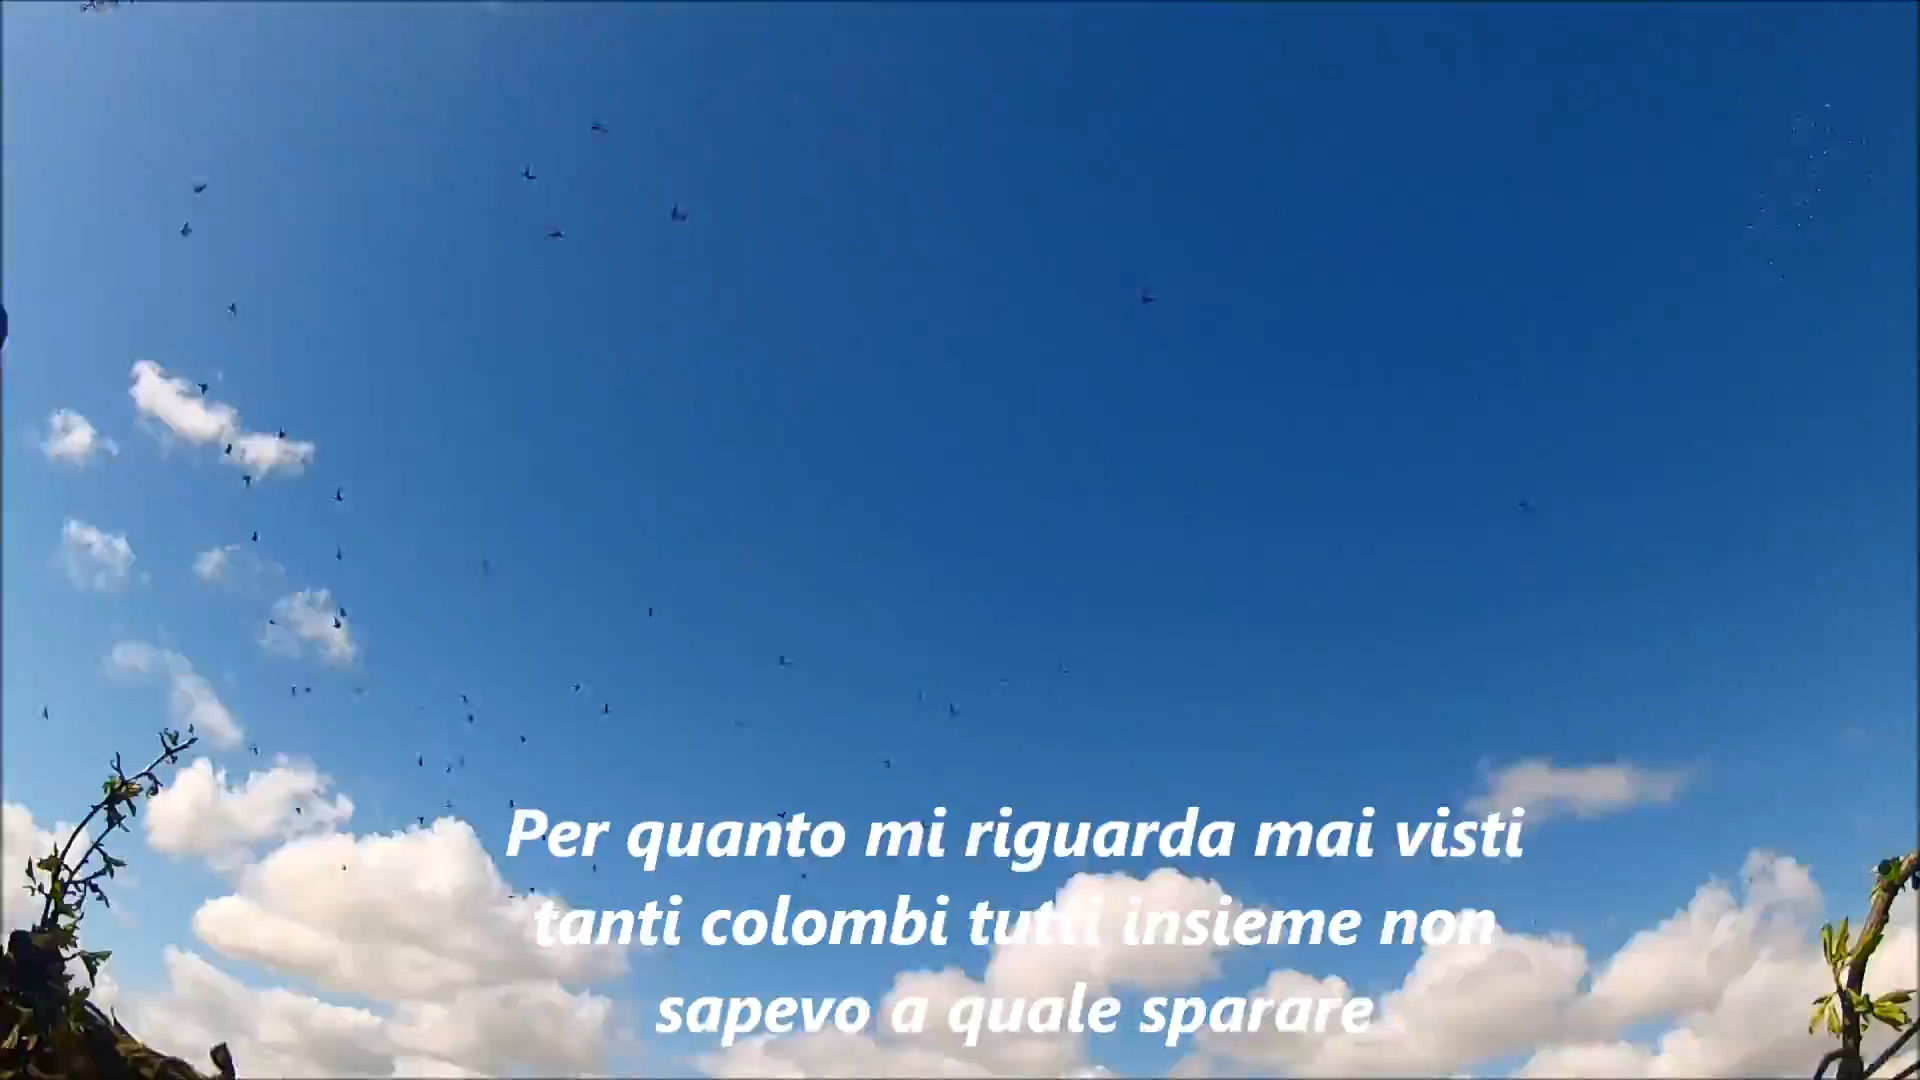 Per quanto mi riguarda mai visti
tanti colombi tutti insieme non
sapevo a quale sparare